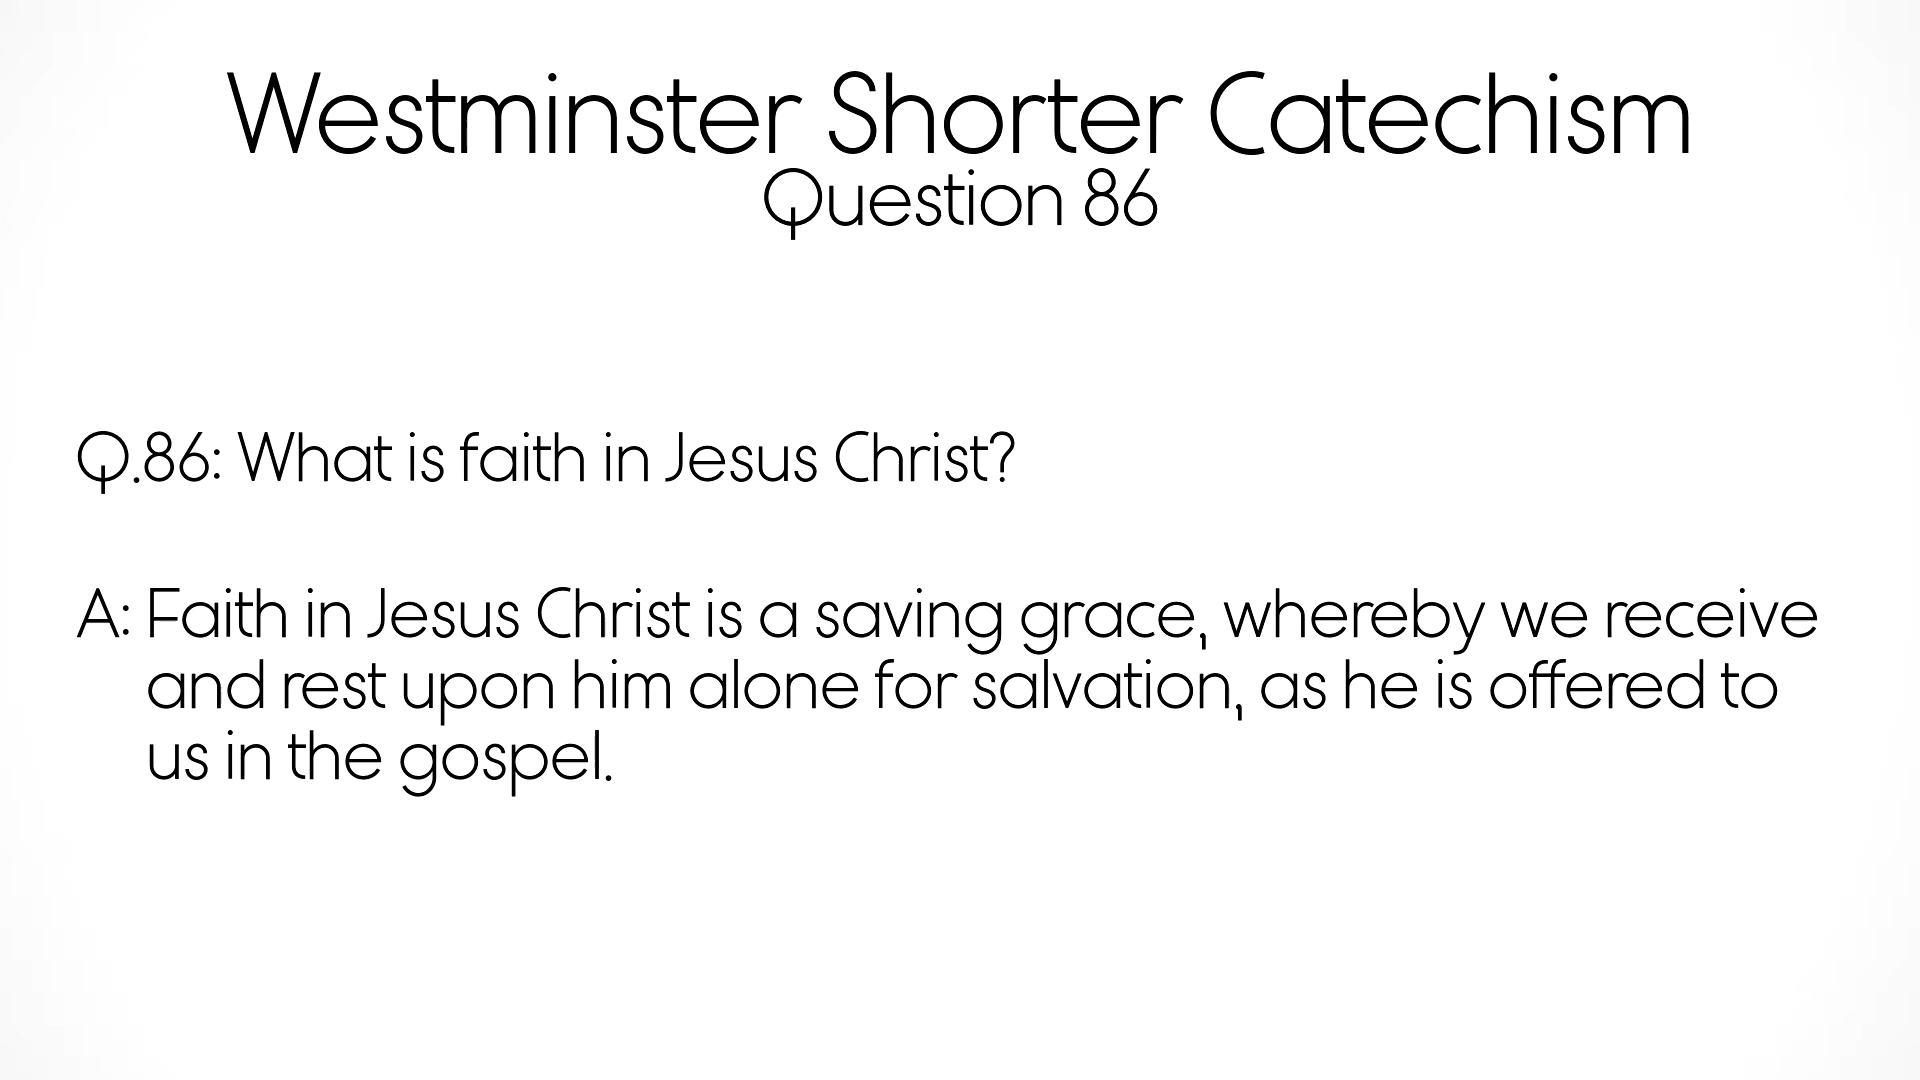 Westminster Shorter Catechism
Question 86
Q.86: What is faith in Jesus Christ?
A: Faith in Jesus Christ is a saving grace, whereby we receive
and rest upon him alone for salvation, as he is offered to
us in the gospel.